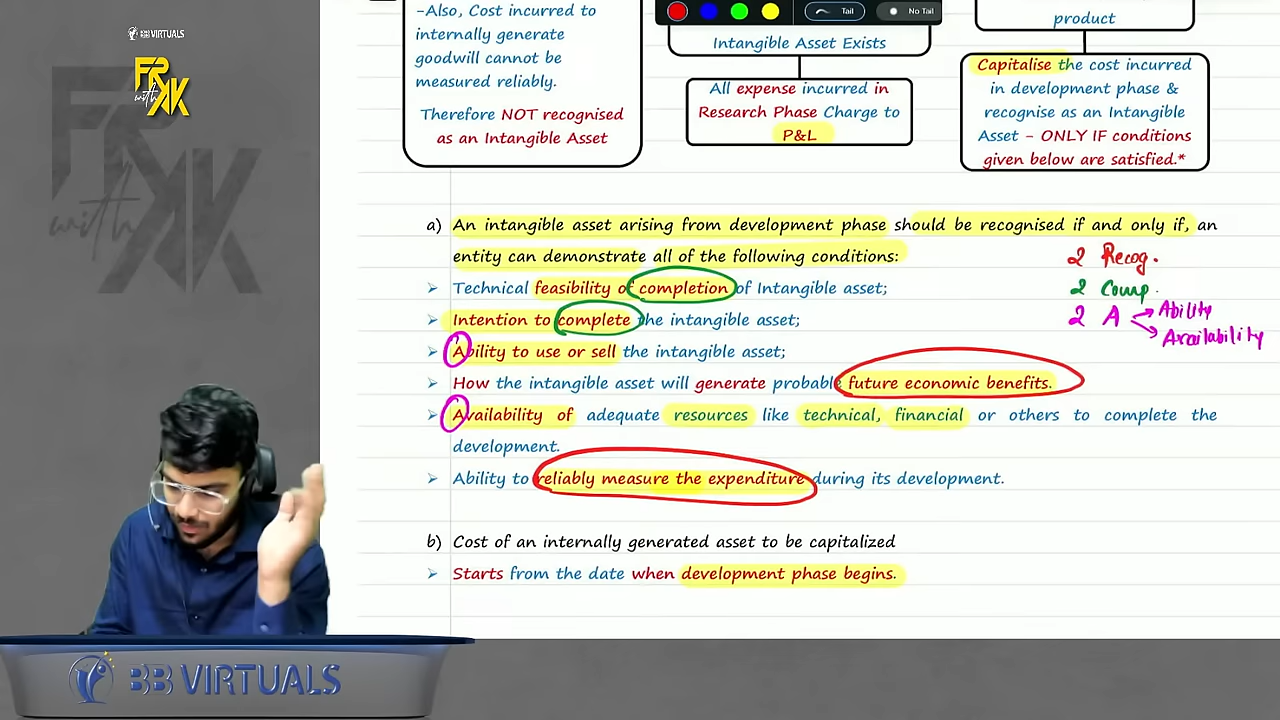 BB VIRTUALS
FR
with
AK
-Also, Cost incurred to
internally generate
goodwill cannot be
measured reliably.
Therefore NOT recognised
as an Intangible Asset
Tail
No Tail
Intangible Asset Exists
All expense incurred in
Research Phase Charge to
P&L
product
Capitalise the cost incurred
in development phase &
recognise as an Intangible
Asset - ONLY IF conditions
given below are satisfied.*
a) An intangible asset arising from development phase should be recognised if and only if, an
entity can demonstrate all of the following conditions:
➢ Technical feasibility of completion of Intangible asset;
➢ Intention to complete the intangible asset;
➢ Ability to use or sell the intangible asset;
➢ How the intangible asset will generate probable future economic benefits.
➢ Availability of adequate resources like technical, financial or others to complete the
development.
➢ Ability to reliably measure the expenditure during its development.
2 Recog.
2 Comp.
2 A
Ability
Availability
b) Cost of an internally generated asset to be capitalized
➢ Starts from the date when development phase begins.
BB VIRTUALS